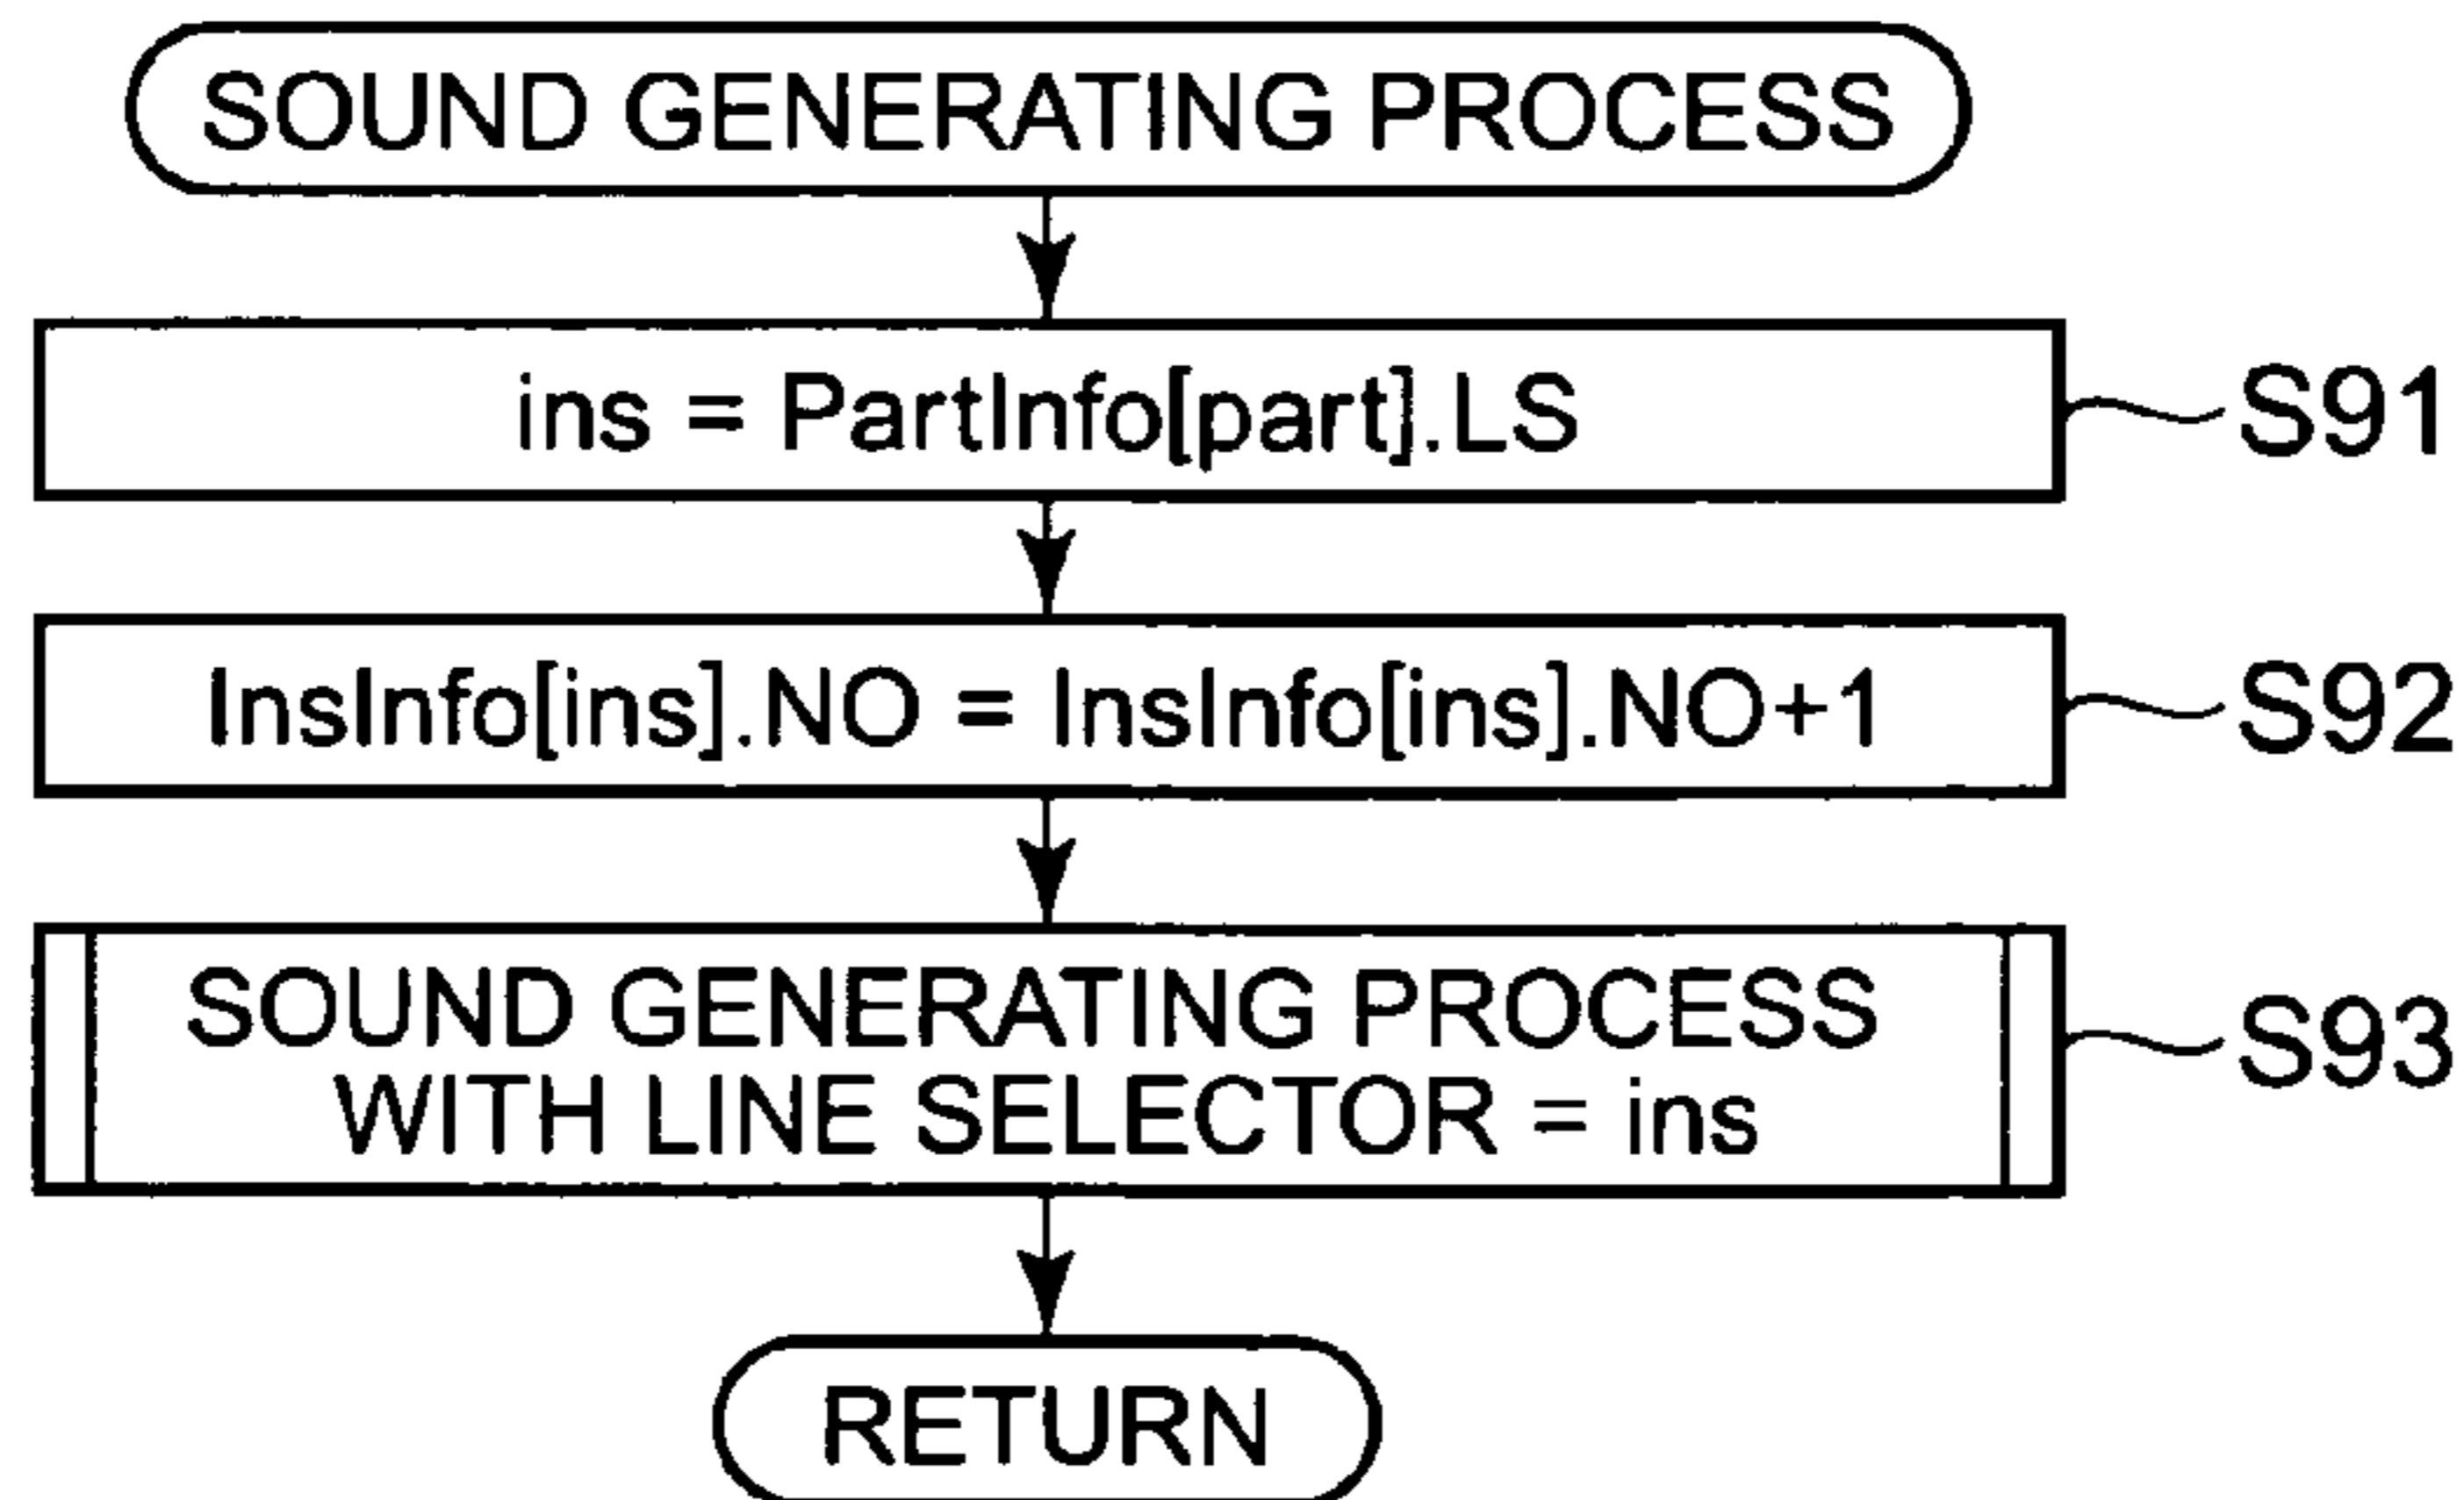 SOUND GENERATING PROCESS
ins = PartInfo[part].LS
S91
InsInfo[ins].NO = InsInfo[ins].NO+1
S92
SOUND GENERATING PROCESS
WITH LINE SELECTOR = ins
S93
RETURN